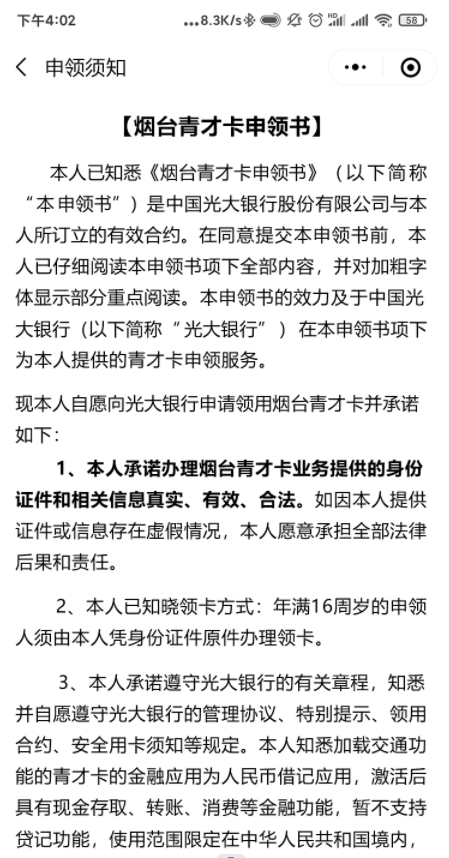 下午4:02
...8.3K/s
HD
58
申领须知
【烟台青才卡申领书】
本人已知悉《烟台青才卡申领书》（以下简称
“本申领书”）是中国光大银行股份有限公司与本
人所订立的有效合约。在同意提交本申领书前，本
人已仔细阅读本申领书项下全部内容，并对加粗字
体显示部分重点阅读。本申领书的效力及于中国光
大银行（以下简称“光大银行”）在本申领书项下
为本人提供的青才卡申领服务。
现本人自愿向光大银行申请领用烟台青才卡并承诺
如下：
1、本人承诺办理烟台青才卡业务提供的身份
证件和相关信息真实、有效、合法。如因本人提供
证件或信息存在虚假情况，本人愿意承担全部法律
后果和责任。
2、本人已知晓领卡方式：年满16周岁的申领
人须由本人凭身份证件原件办理领卡。
3、本人承诺遵守光大银行的有关章程，知悉
并自愿遵守光大银行的管理协议、特别提示、领用
合约、安全用卡须知等规定。本人知悉加载交通功
能的青才卡的金融应用为人民币借记应用，激活后
具有现金存取、转账、消费等金融功能，暂不支持
贷记功能，使用范围限定在中华人民共和国境内，